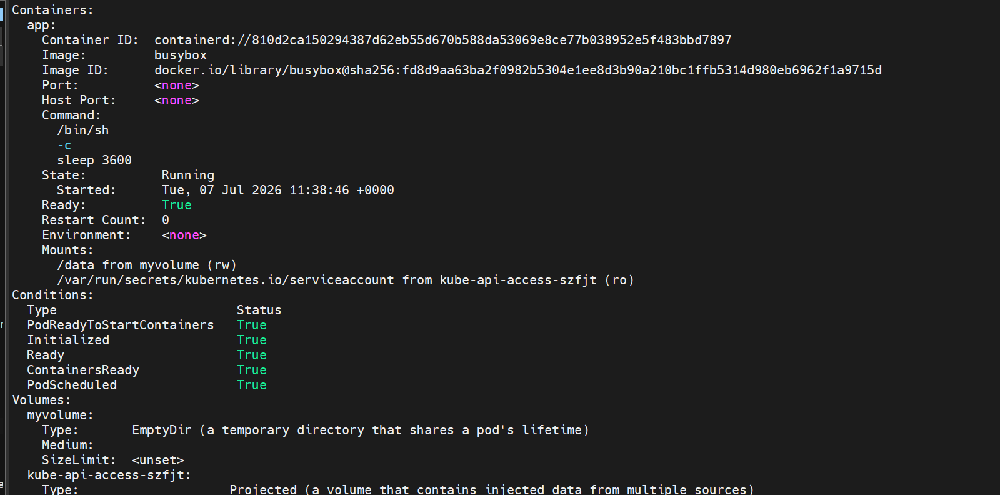 Containers:
  app:
    Container ID:  containerd://810d2ca150294387d62eb55d670b588da53069e8ce77b038952e5f483bbd7897
    Image:         busybox
    Image ID:      docker.io/library/busybox@sha256:fd8d9aa63ba2f0982b5304e1ee8d3b90a210bc1ffb5314d980eb6962f1a9715d
    Port:          <none>
    Host Port:     <none>
    Command:
      /bin/sh
      -c
      sleep 3600
    State:          Running
      Started:      Tue, 07 Jul 2026 11:38:46 +0000
    Ready:          True
    Restart Count:  0
    Environment:    <none>
    Mounts:
      /data from myvolume (rw)
      /var/run/secrets/kubernetes.io/serviceaccount from kube-api-access-szfjt (ro)
Conditions:
  Type                        Status
  PodReadyToStartContainers   True
  Initialized                 True
  Ready                       True
  ContainersReady             True
  PodScheduled                True
Volumes:
  myvolume:
    Type:       EmptyDir (a temporary directory that shares a pod's lifetime)
    Medium:
    SizeLimit:  <unset>
  kube-api-access-szfjt:
    Type:                    Projected (a volume that contains injected data from multiple sources)